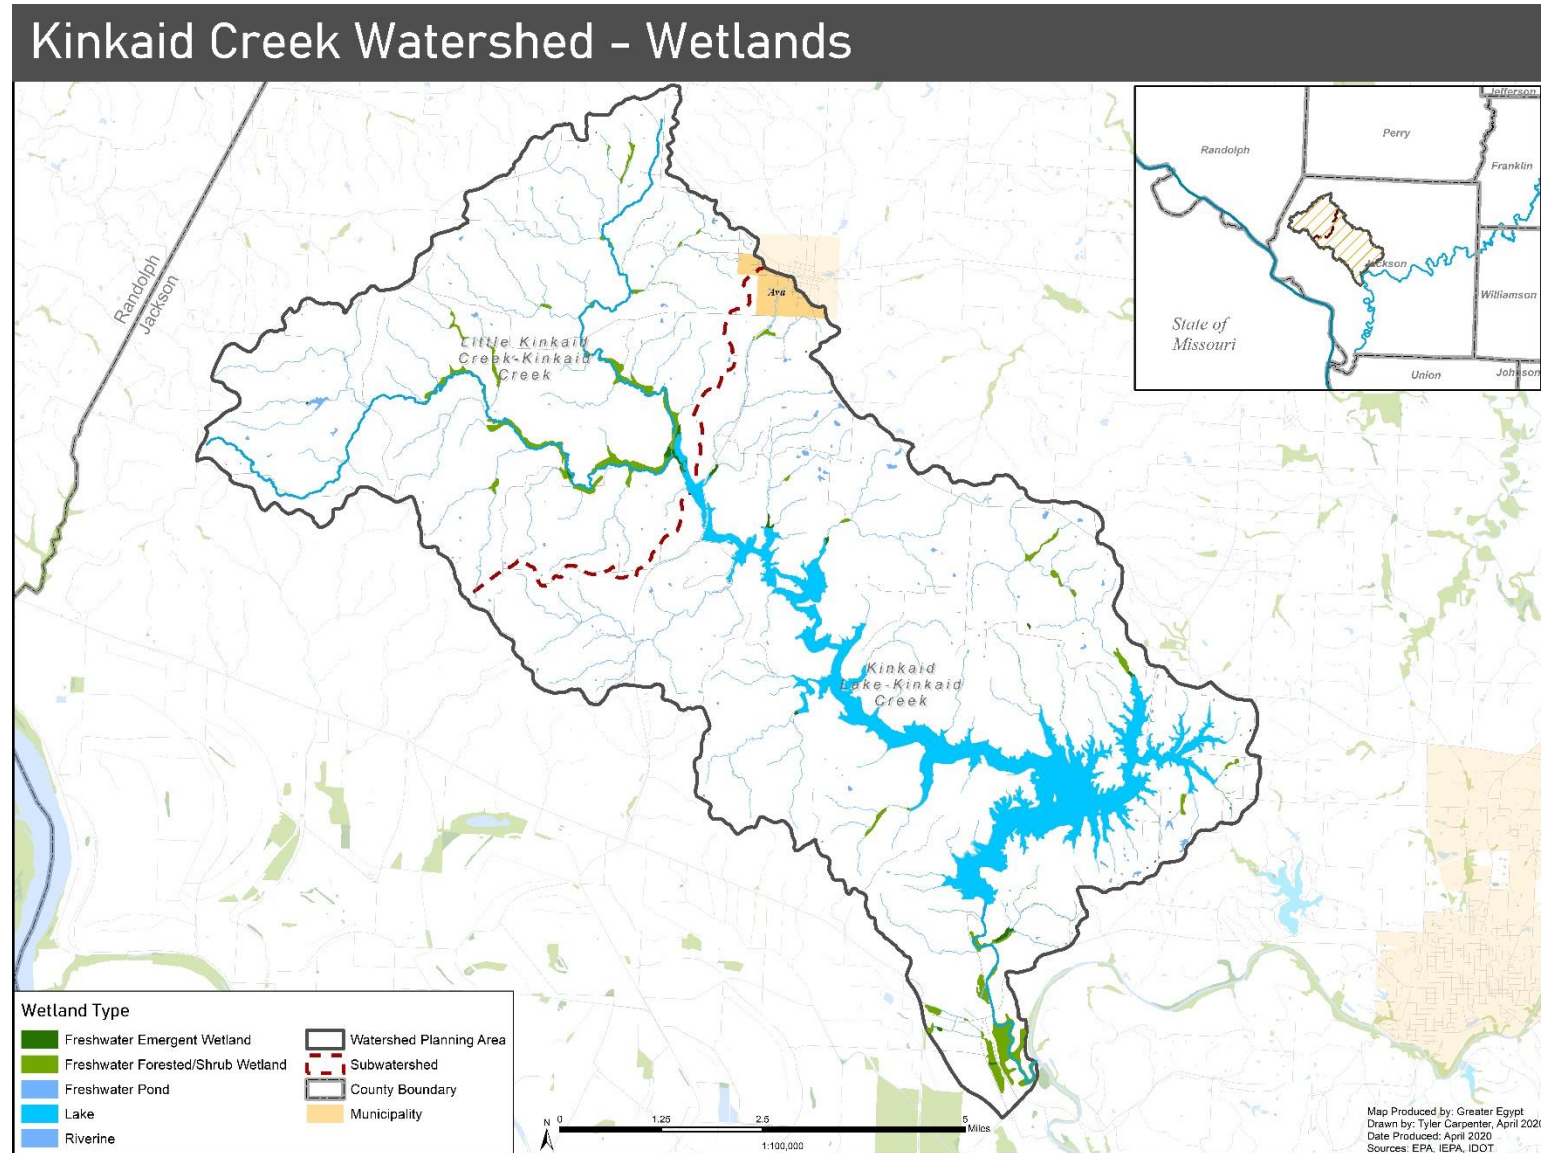 Kinkaid Creek Watershed - Wetlands
Jefferson
Perry
Randolph
Franklin
Jackson
Williamson
State of
Missouri
Union
Johnson
Randolph
Jackson
Ava
Little Kinkaid
Creek-Kinkaid
Creek
Kinkaid
Lake-Kinkaid
Creek
Wetland Type
Freshwater Emergent Wetland
Freshwater Forested/Shrub Wetland
Freshwater Pond
Lake
Riverine
Watershed Planning Area
Subwatershed
County Boundary
Municipality
N
0 1.25 2.5 5
Miles
1:100,000
Map Produced by: Greater Egypt
Drawn by: Tyler Carpenter, April 2020
Date Produced: April 2020
Sources: EPA, IEPA, IDOT